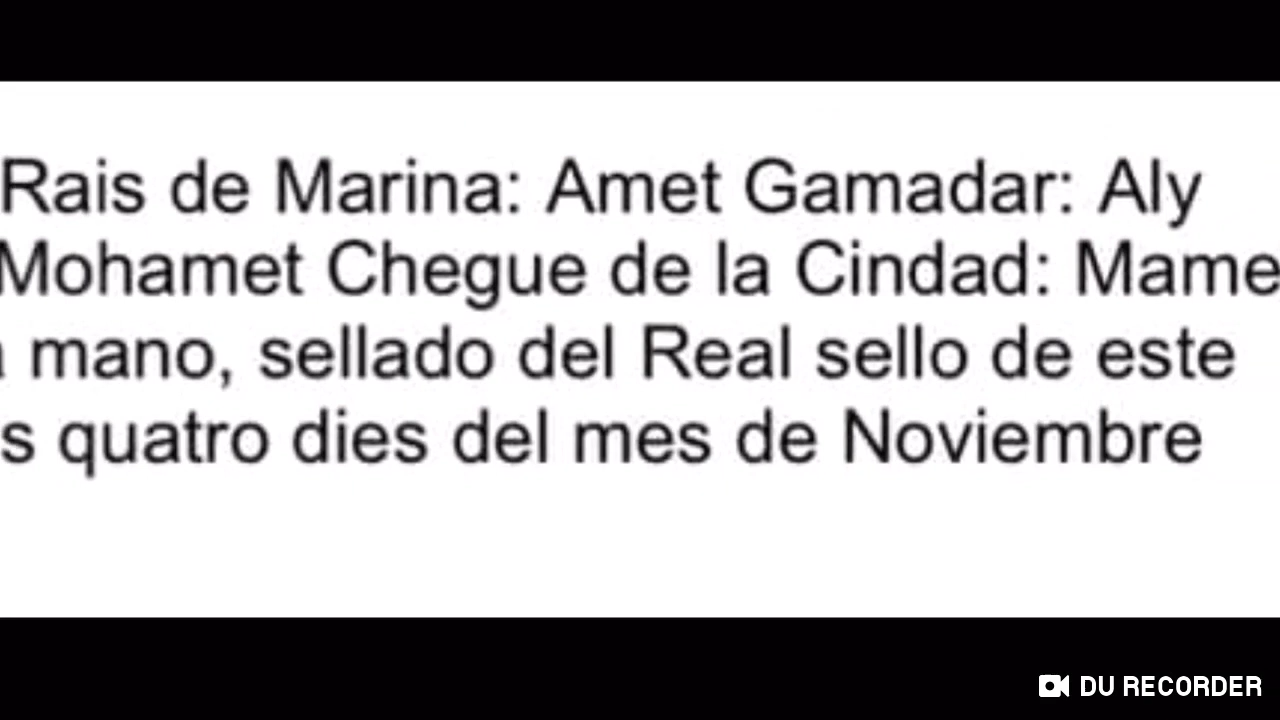 Rais de Marina: Amet Gamadar: Aly
Mohamet Chegue de la Cindad: Mame
mano, sellado del Real sello de este
s quatro dies del mes de Noviembre
DU RECORDER